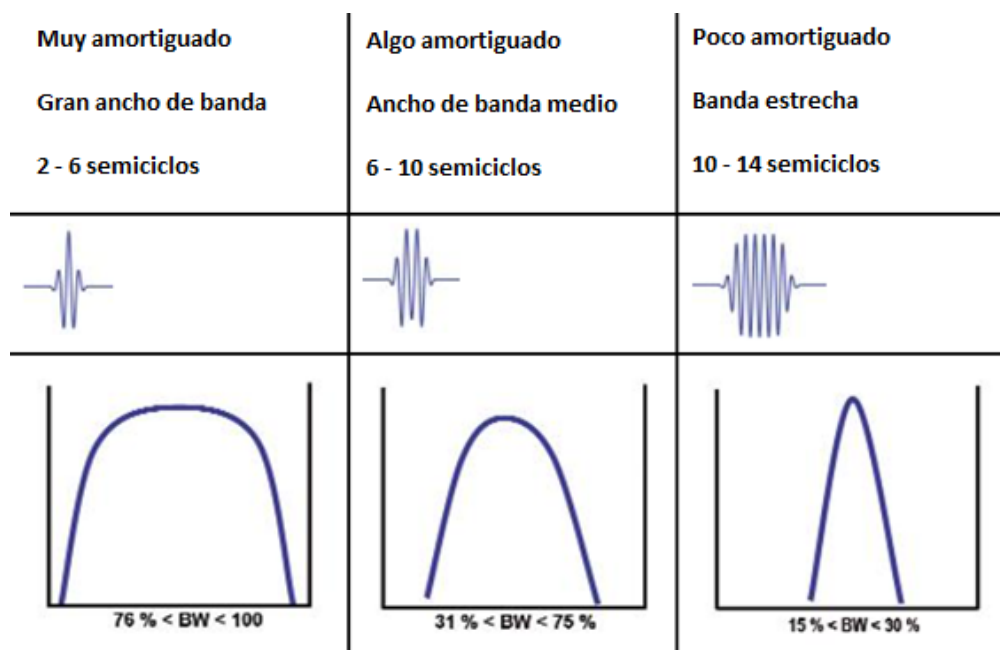 Muy amortiguado
Gran ancho de banda
2 - 6 semiciclos
Algo amortiguado
Ancho de banda medio
6 - 10 semiciclos
Poco amortiguado
Banda estrecha
10 - 14 semiciclos
76 % < BW < 100
31 % < BW < 75 %
15 % < BW < 30 %